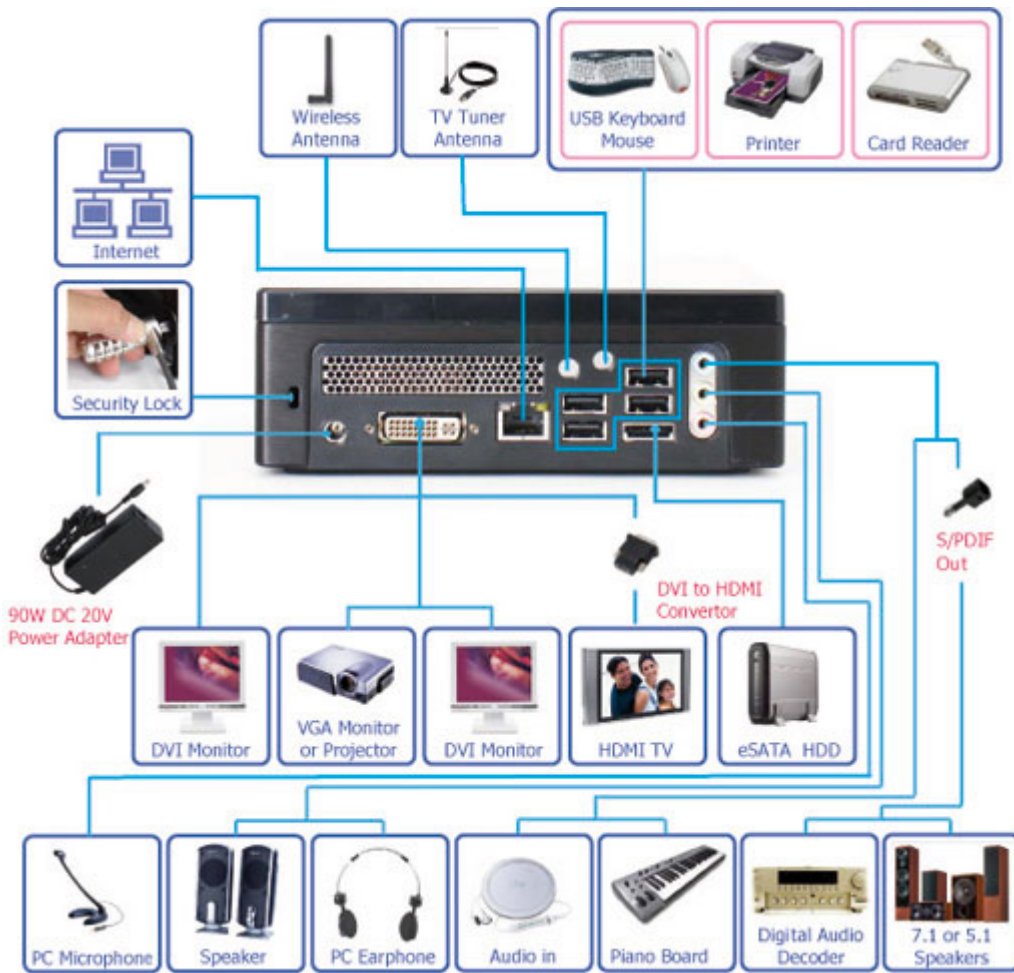 Wireless
Antenna
TV Tuner
Antenna
USB Keyboard
Mouse
Printer
Card Reader
Internet
Security Lock
90W DC 20V
Power Adapter
S/PDIF
Out
DVI to HDMI
Convertor
DVI Monitor
VGA Monitor
or Projector
DVI Monitor
HDMI TV
eSATA HDD
PC Microphone
Speaker
PC Earphone
Audio in
Piano Board
Digital Audio
Decoder
7.1 or 5.1
Speakers